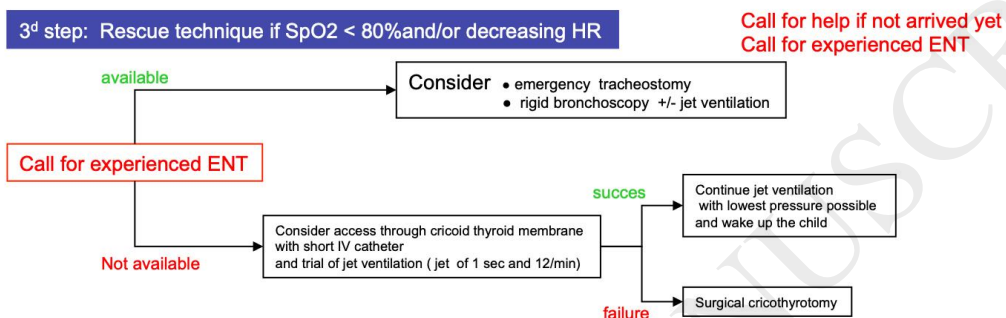 3d step: Rescue technique if SpO2 < 80%and/or decreasing HR
Call for help if not arrived yet
Call for experienced ENT
available
Consider • emergency tracheostomy
• rigid bronchoscopy +/- jet ventilation
Call for experienced ENT
Not available
Consider access through cricoid thyroid membrane
with short IV catheter
and trial of jet ventilation ( jet of 1 sec and 12/min)
succes
Continue jet ventilation
with lowest pressure possible
and wake up the child
failure
Surgical cricothyrotomy